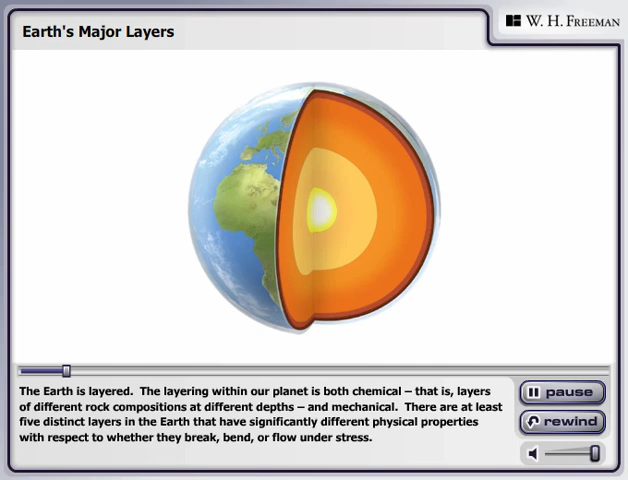 Earth's Major Layers
W. H. FREEMAN
The Earth is layered. The layering within our planet is both chemical – that is, layers
of different rock compositions at different depths – and mechanical. There are at least
five distinct layers in the Earth that have significantly different physical properties
with respect to whether they break, bend, or flow under stress.
pause
rewind